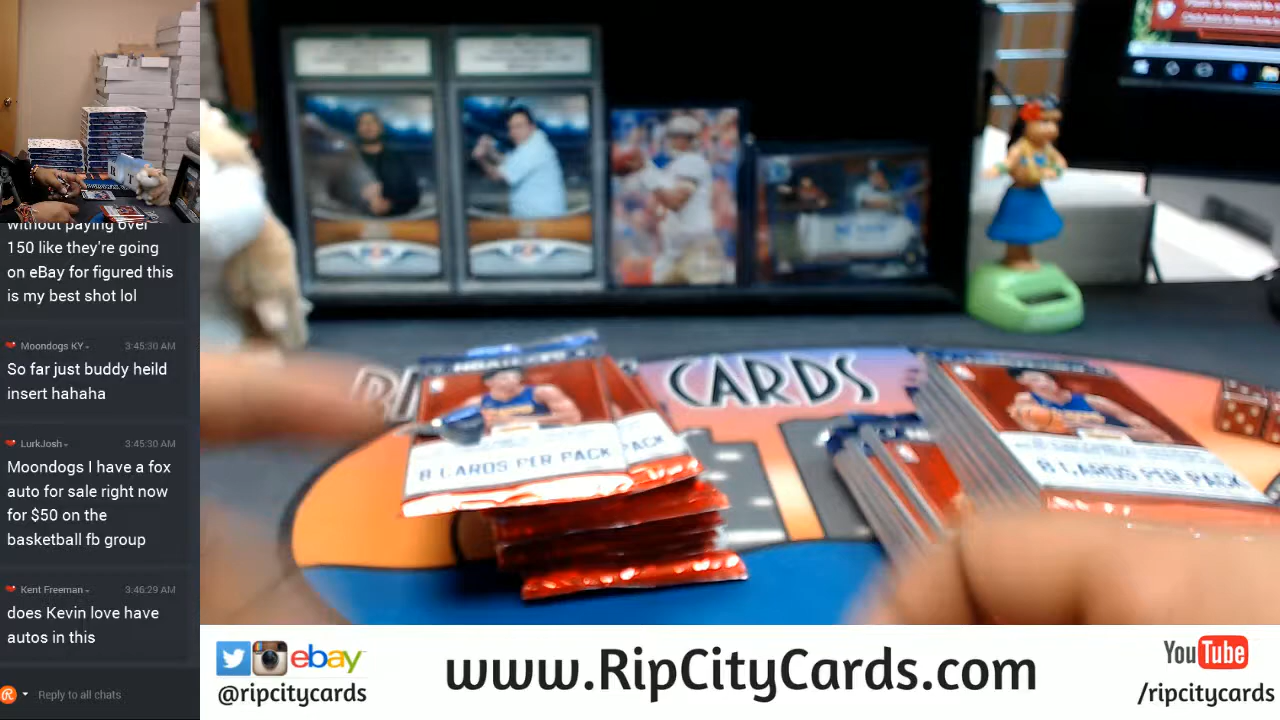 without paying over
150 like they're going
on eBay for figured this
is my best shot lol
Moondogs KY
3:45:30 AM
So far just buddy heild
insert hahaha
LurkJosh
3:45:30 AM
Moondogs I have a fox
auto for sale right now
for $50 on the
basketball fb group
Kent Freeman
3:46:29 AM
does Kevin love have
autos in this
Reply to all chats
CARDS
8 CARDS PER PACK
PACK
8 CARDS PER PACK
ebay
@ripcitycards
www.RipCityCards.com
YouTube
/ripcitycards